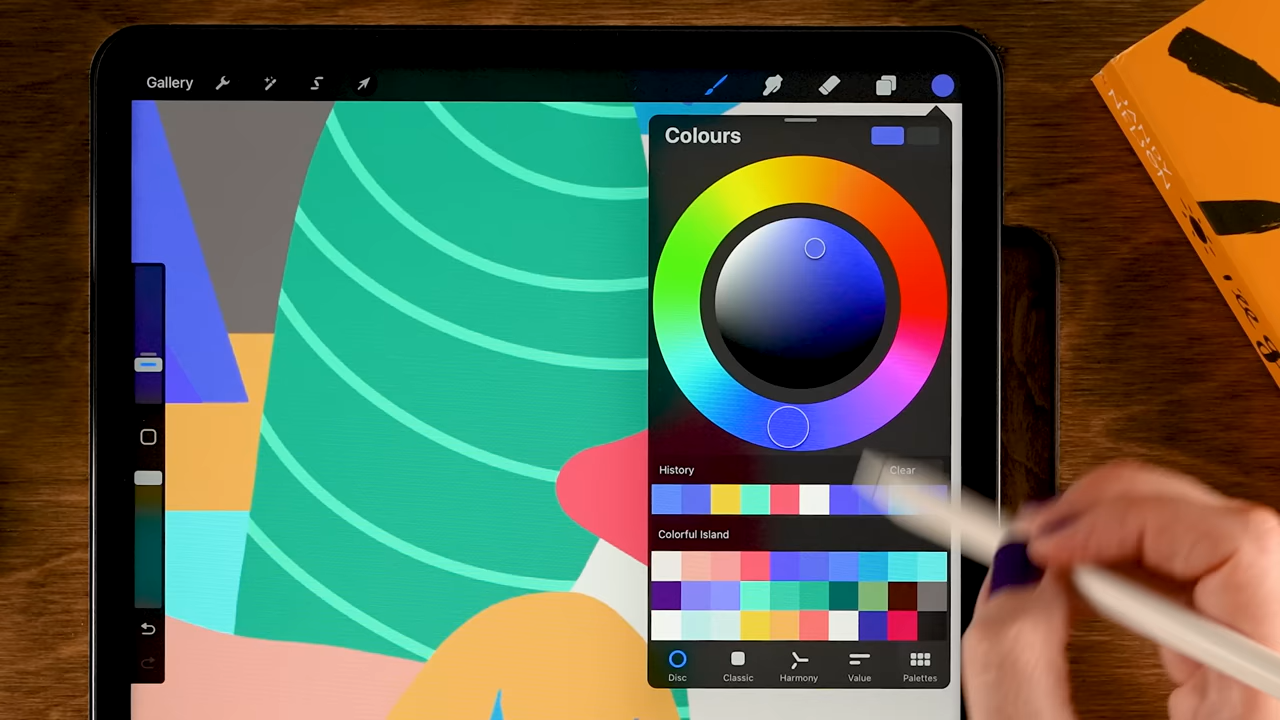 Gallery
Colours
History
Clear
Colorful Island
Disc
Classic
Harmony
Value
Palettes